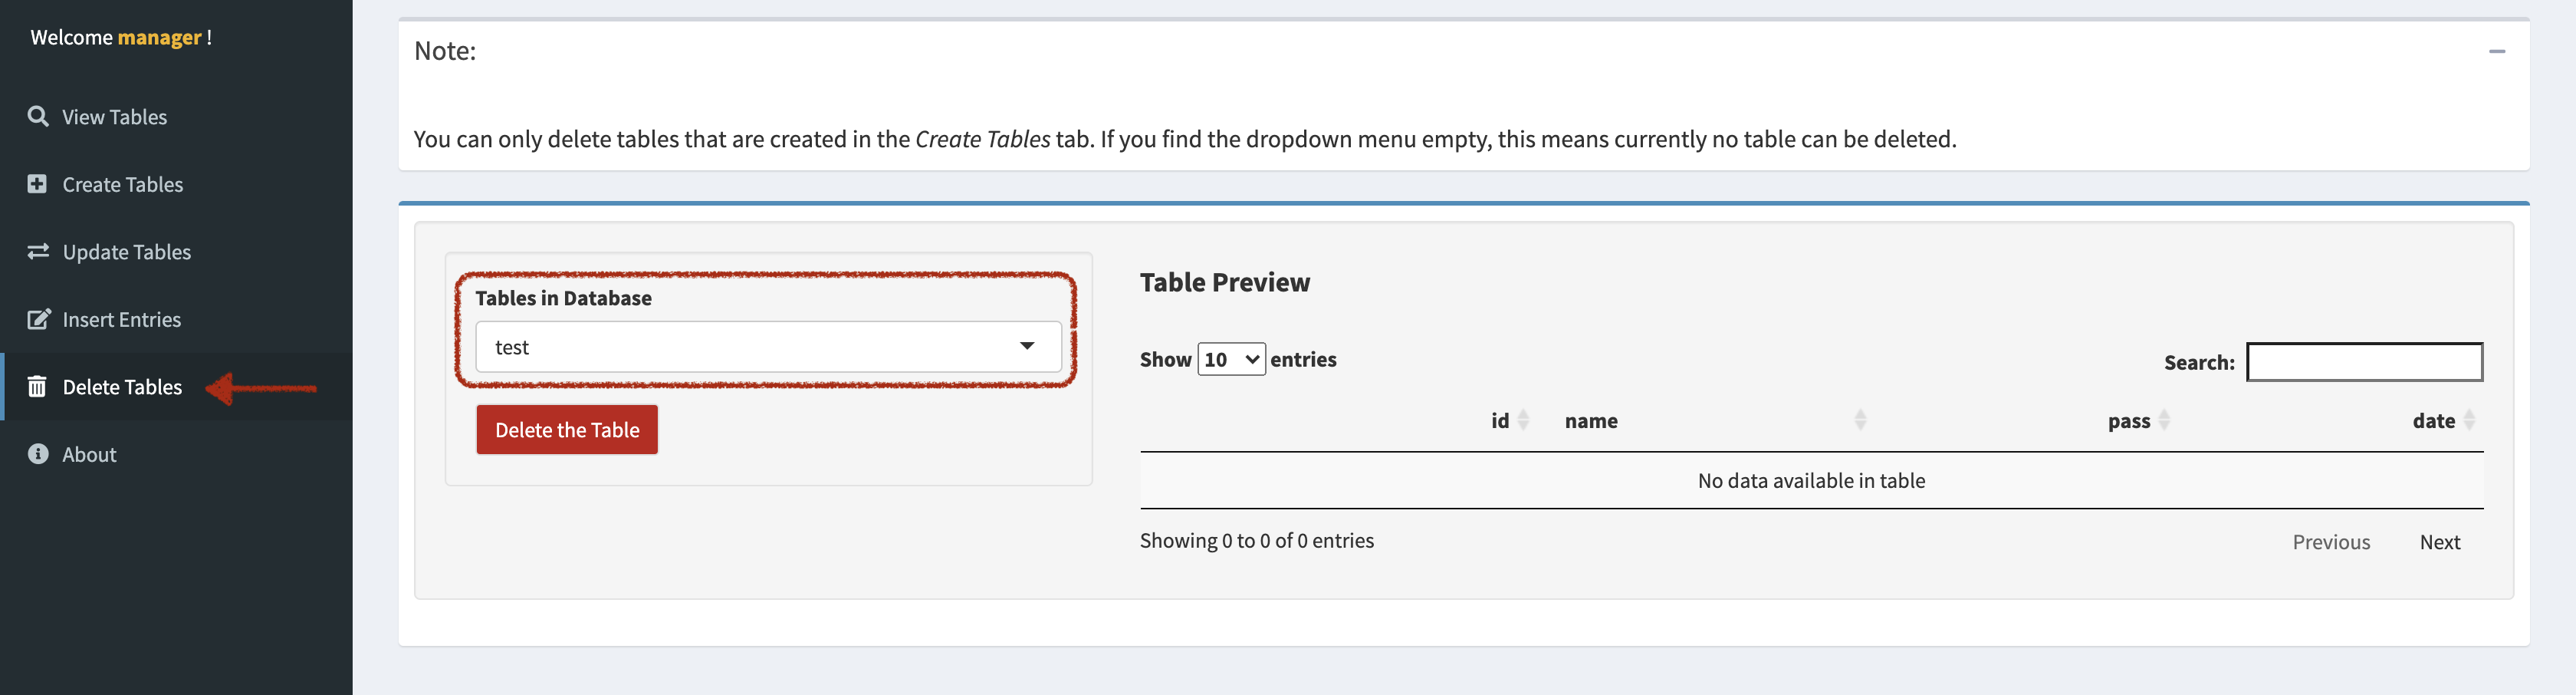 Welcome manager !
View Tables
Create Tables
Update Tables
Insert Entries
Delete Tables
About
Note:
You can only delete tables that are created in the Create Tables tab. If you find the dropdown menu empty, this means currently no table can be deleted.
Tables in Database
test
Delete the Table
Table Preview
Show 10 entries
Search:
id name pass date
No data available in table
Showing 0 to 0 of 0 entries
Previous Next